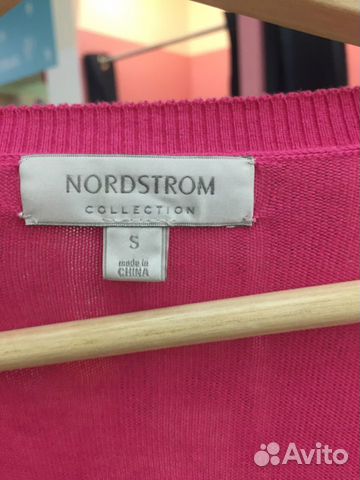 NORDSTROM
COLLECTION
S
made in
CHINA
Avito